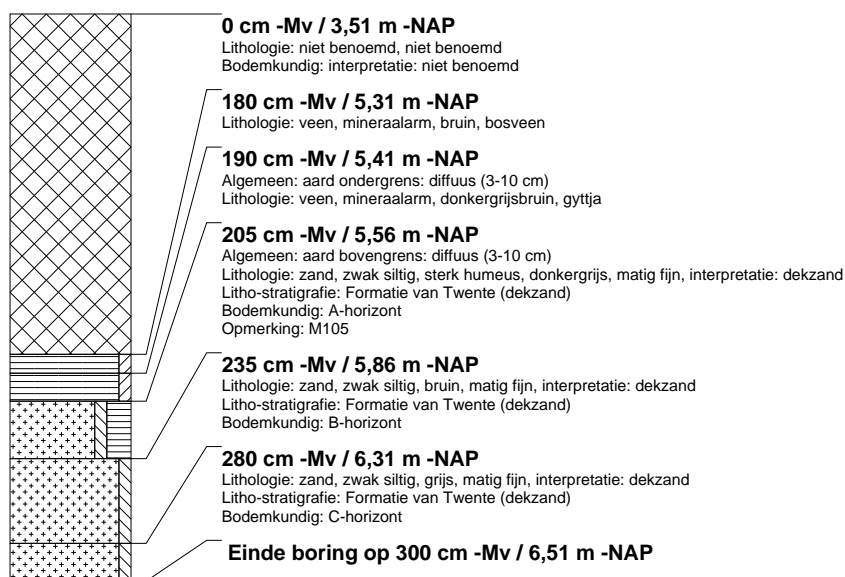 0 cm -Mv / 3,51 m -NAP
Lithologie: niet benoemd, niet benoemd
Bodemkundig: interpretatie: niet benoemd
180 cm -Mv / 5,31 m -NAP
Lithologie: veen, mineraalarm, bruin, bosveen
190 cm -Mv / 5,41 m -NAP
Algemeen: aard ondergrens: diffuus (3-10 cm)
Lithologie: veen, mineraalarm, donkergrijsbruin, gyttja
205 cm -Mv / 5,56 m -NAP
Algemeen: aard bovengrens: diffuus (3-10 cm)
Lithologie: zand, zwak siltig, sterk humeus, donkergrijs, matig fijn, interpretatie: dekzand
Litho-stratigrafie: Formatie van Twente (dekzand)
Bodemkundig: A-horizont
Opmerking: M105
235 cm -Mv / 5,86 m -NAP
Lithologie: zand, zwak siltig, bruin, matig fijn, interpretatie: dekzand
Litho-stratigrafie: Formatie van Twente (dekzand)
Bodemkundig: B-horizont
280 cm -Mv / 6,31 m -NAP
Lithologie: zand, zwak siltig, grijs, matig fijn, interpretatie: dekzand
Litho-stratigrafie: Formatie van Twente (dekzand)
Bodemkundig: C-horizont
Einde boring op 300 cm -Mv / 6,51 m -NAP